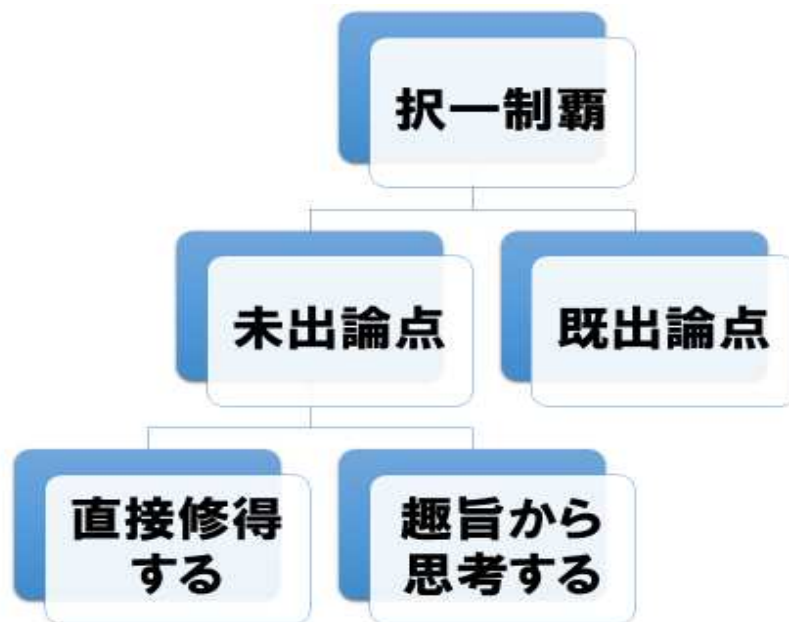 択一制覇
未出論点
既出論点
直接修得
する
趣旨から
思考する